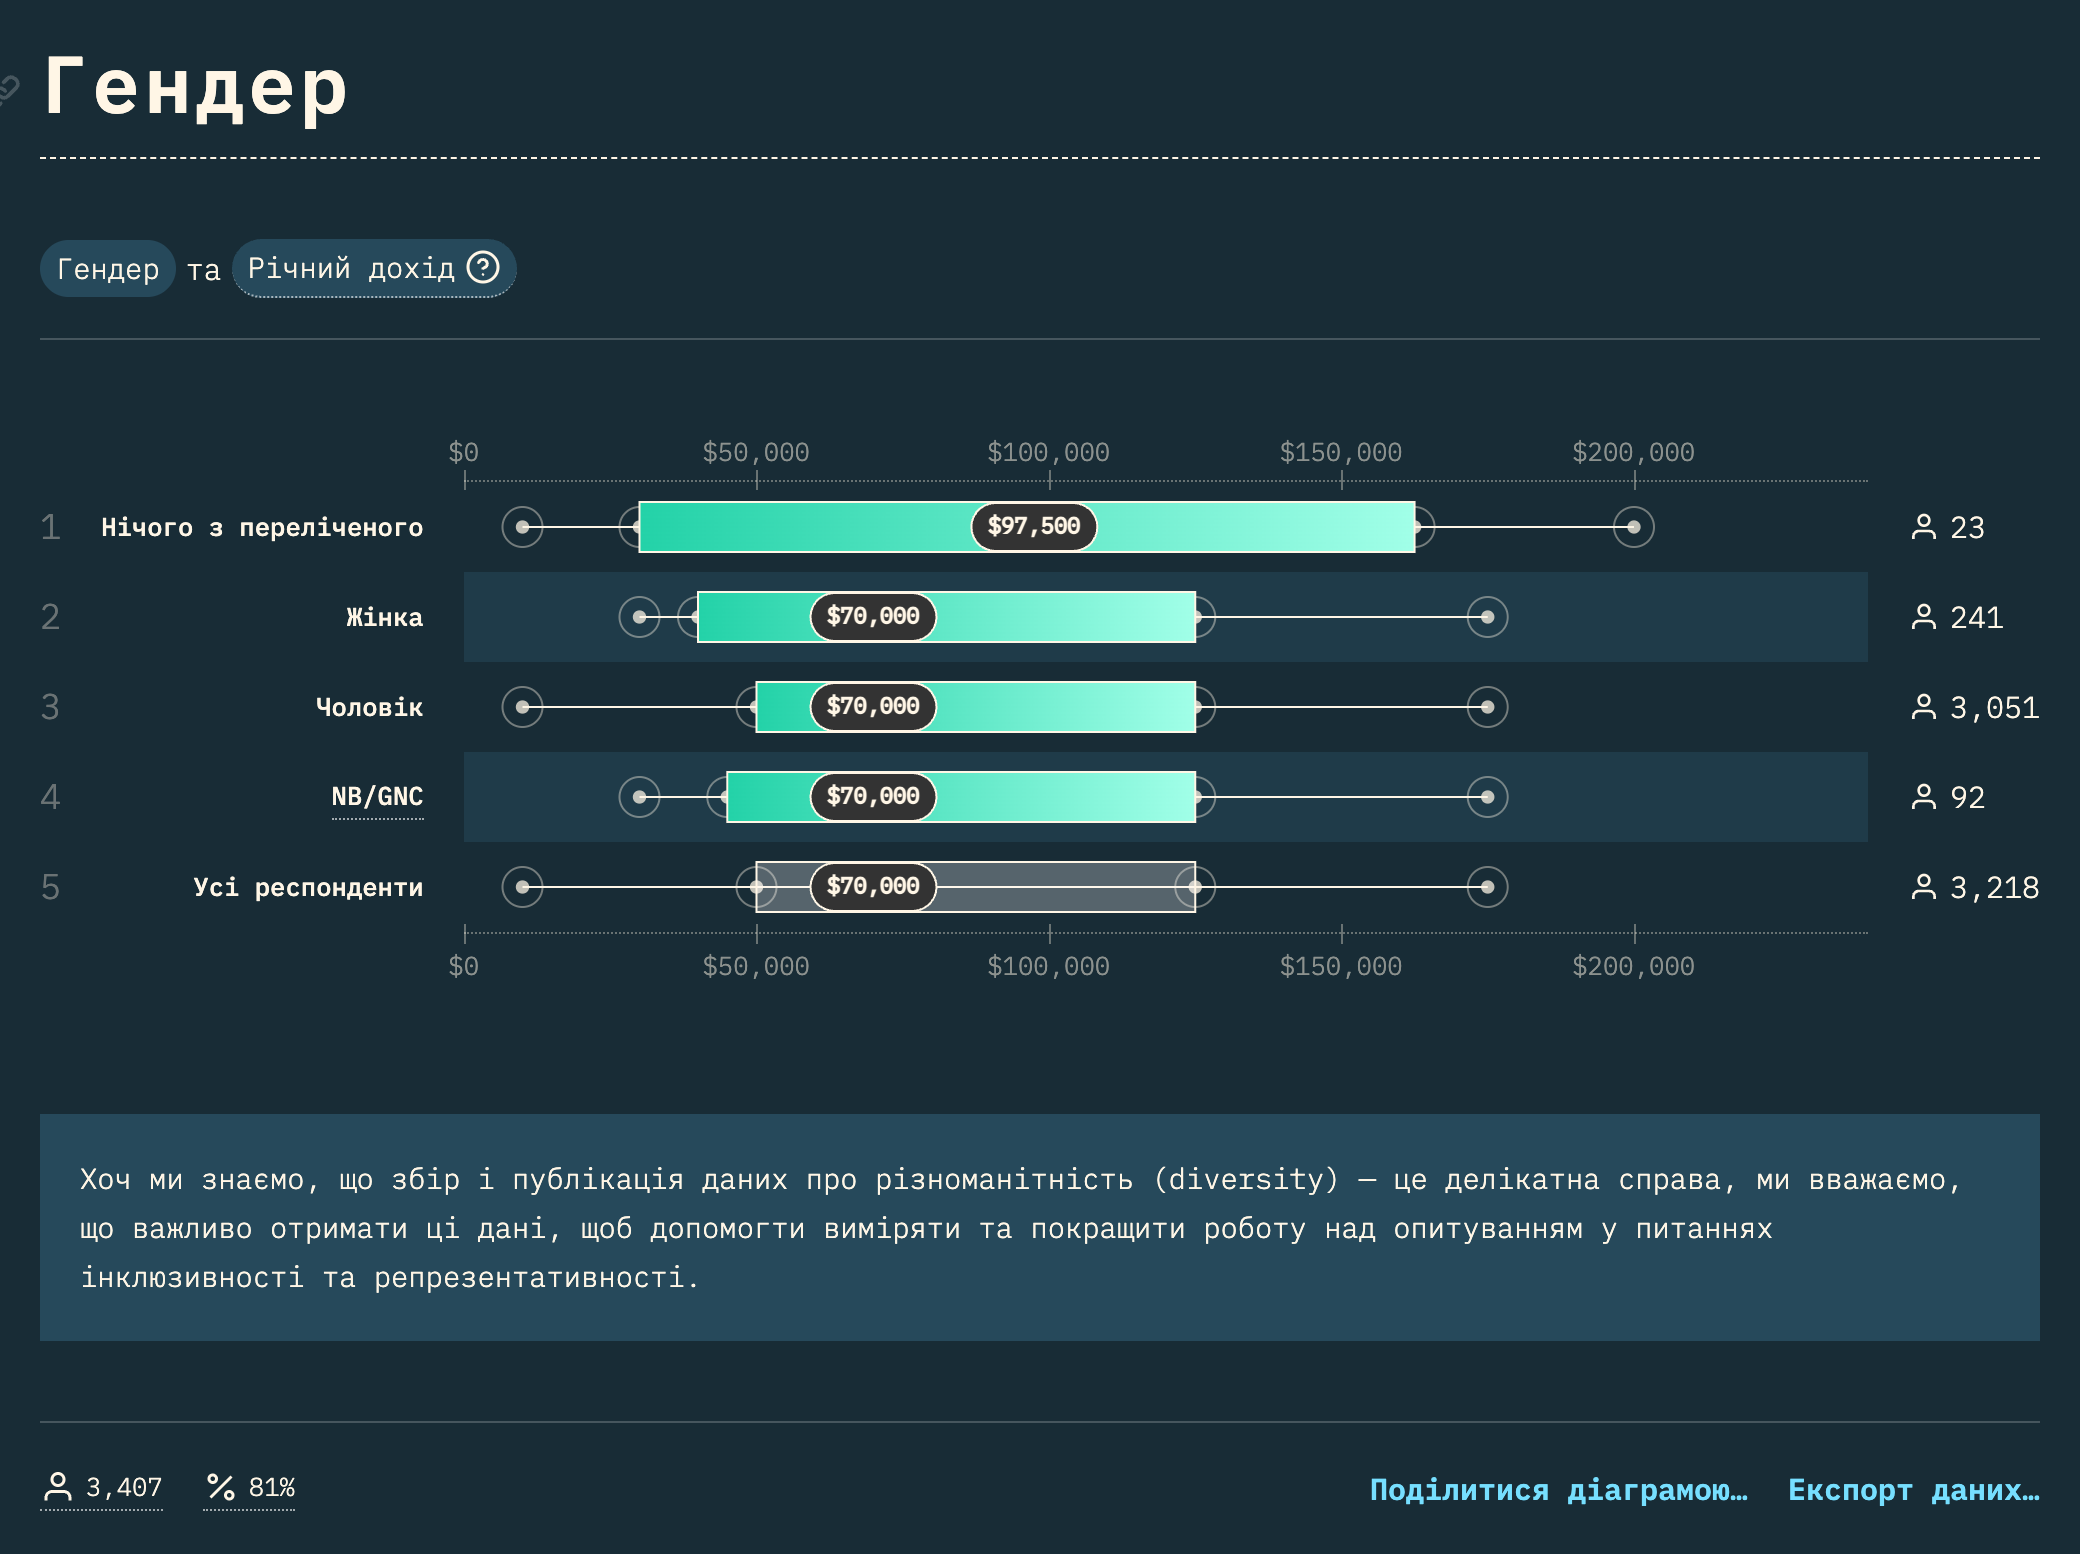 Гендер
Гендер та Річний дохід
$0 $50,000 $100,000 $150,000 $200,000
1 Нічого з переліченого $97,500 23
2 Жінка $70,000 241
3 Чоловік $70,000 3,051
4 NB/GNC $70,000 92
5 Усі респонденти $70,000 3,218
$0 $50,000 $100,000 $150,000 $200,000
Хоч ми знаємо, що збір і публікація даних про різноманітність (diversity) — це делікатна справа, ми вважаємо,
що важливо отримати ці дані, щоб допомогти виміряти та покращити роботу над опитуванням у питаннях
інклюзивності та репрезентативності.
3,407 81% Поділитися діаграмою… Експорт даних…